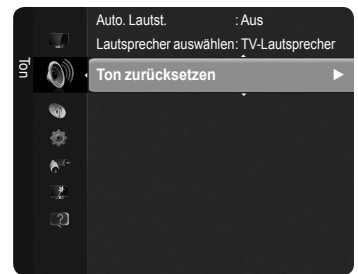 Ton
Auto. Lautst. : Aus
Lautsprecher auswählen : TV-Lautsprecher
Ton zurücksetzen